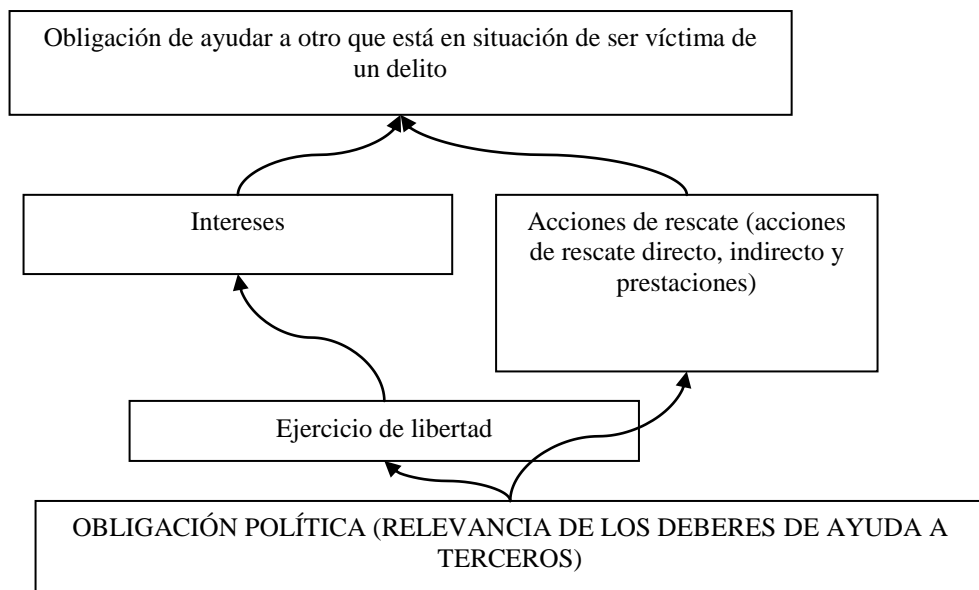 Obligación de ayudar a otro que está en situación de ser víctima de
un delito
Intereses
Acciones de rescate (acciones
de rescate directo, indirecto y
prestaciones)
Ejercicio de libertad
OBLIGACIÓN POLÍTICA (RELEVANCIA DE LOS DEBERES DE AYUDA A
TERCEROS)